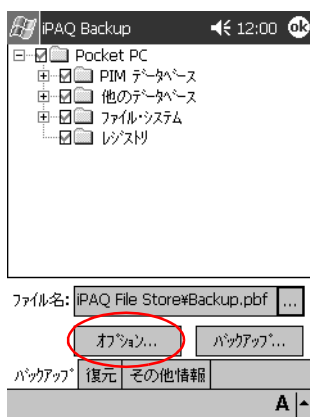 iPAQ Backup 12:00 ok
Pocket PC
PIM ﾃﾞｰﾀﾍﾞｰｽ
他のﾃﾞｰﾀﾍﾞｰｽ
ﾌｧｲﾙ･ｼｽﾃﾑ
ﾚｼﾞｽﾄﾘ
ﾌｧｲﾙ名: iPAQ File Store¥Backup.pbf ...
ｵﾌﾟｼｮﾝ... ﾊﾞｯｸｱｯﾌﾟ...
ﾊﾞｯｸｱｯﾌﾟ 復元 その他情報
A